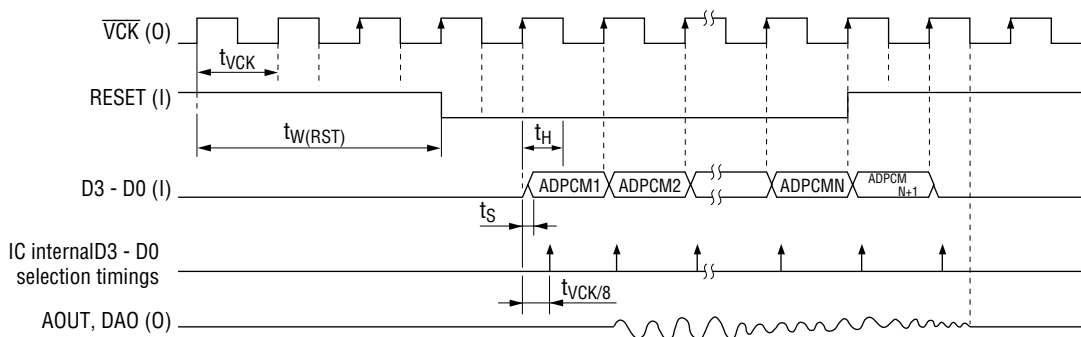 VCK (O)
tVCK
RESET (I)
tW(RST)
tH
D3 - D0 (I)
ADPCM1
ADPCM2
ADPCMN
ADPCM
N+1
tS
IC internalD3 - D0
selection timings
tVCK/8
AOUT, DAO (O)